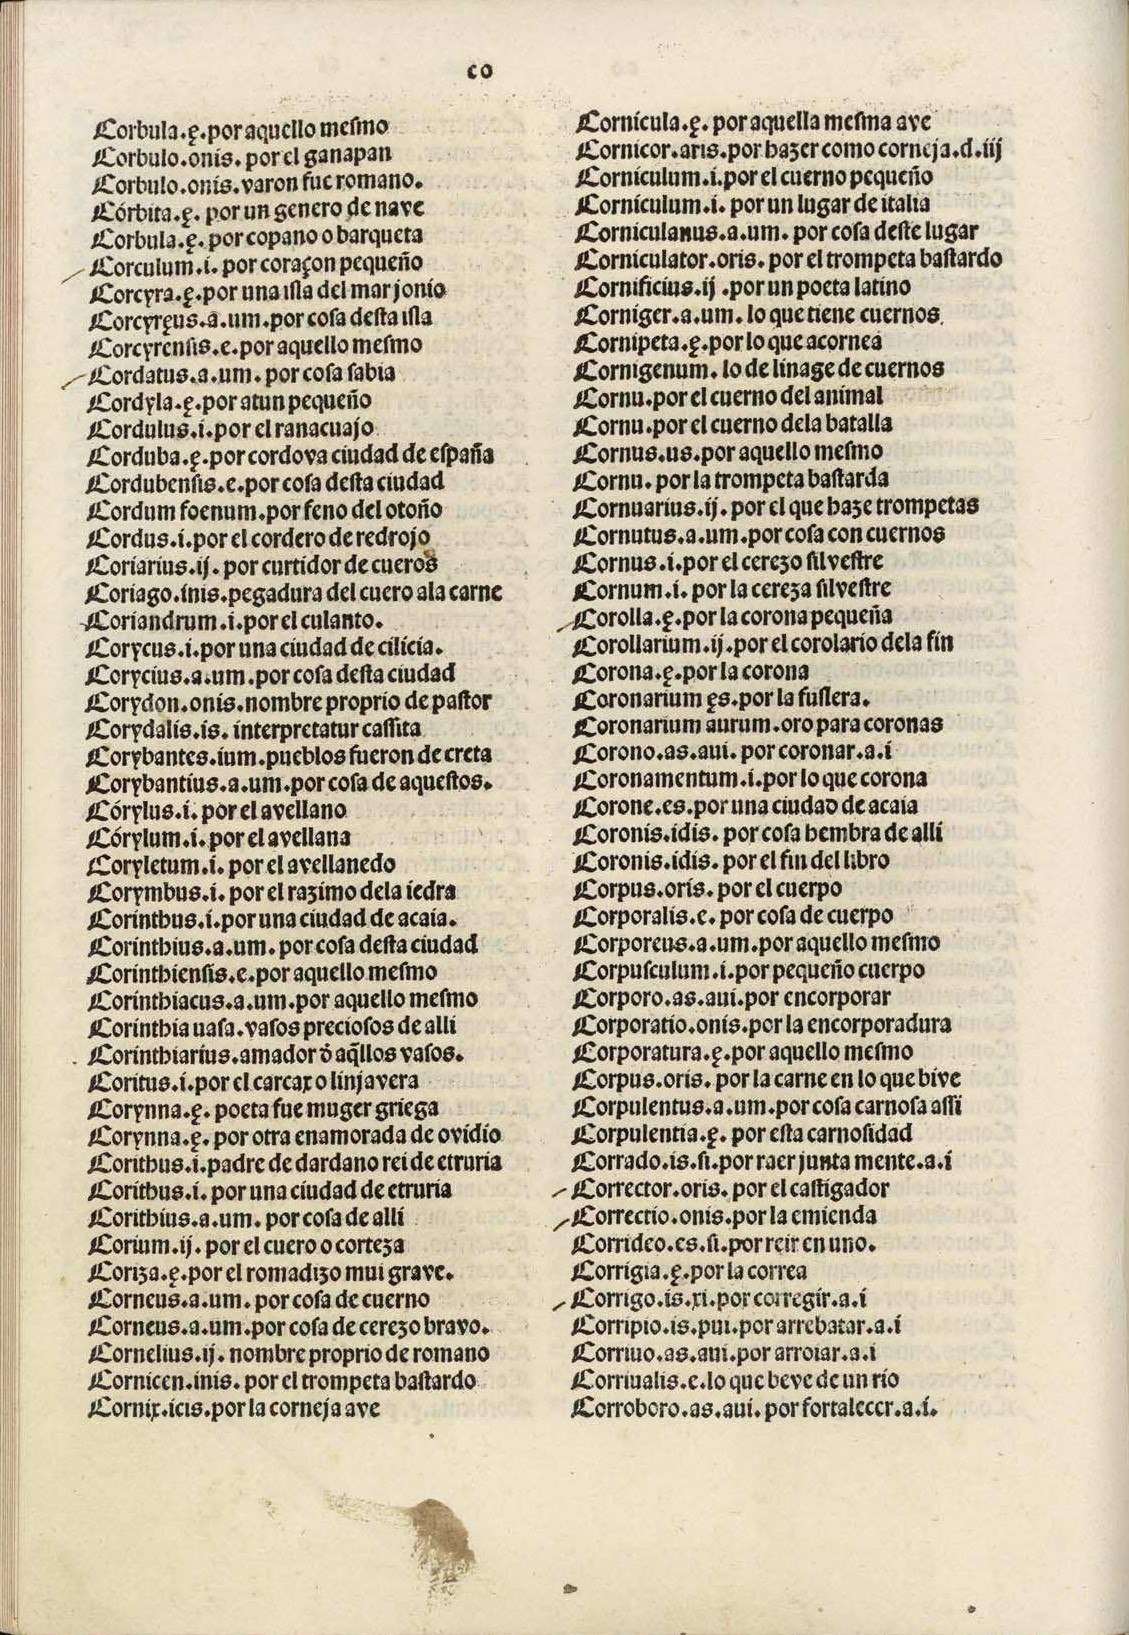 co
Corbula.ę.por aquello mesmo
Corbulo.onis. por el ganapan
Corbulo.onis.varon fue romano.
Córbita.ę. por un genero de nave
Corbula.ę. por copano o barqueta
Corculum.i. por coraçon pequeño
Corcyra.ę.por una isla del mar jonio
Corcyręus.a.um.por cosa desta isla
Corcyrensis.e.por aquello mesmo
Cordatus.a.um. por cosa sabia
Cordyla.ę.por atun pequeño
Cordulus.i.por el ranacuajo
Corduba.ę.por cordova ciudad de españa
Cordubensis.e.por cosa desta ciudad
Cordum foenum.por feno del otoño
Cordus.i.por el cordero de redrojo
Coriarius.ij. por curtidor de cueros
Coriago.inis.pegadura del cuero ala carne
Coriandrum.i.por el culanto.
Corycus.i.por una ciudad de cilicia.
Corycius.a.um.por cosa desta ciudad
Corydon.onis.nombre proprio de pastor
Corydalis.is. interpretatur cassita
Corybantes.ium.pueblos fueron de creta
Corybantius.a.um.por cosa de aquestos.
Córylus.i. por el avellano
Córylum.i. por el avellana
Coryletum.i. por el avellanedo
Corymbus.i. por el razimo dela iedra
Corinthus.i.por una ciudad de acaia.
Corinthius.a.um. por cosa desta ciudad
Corinthiensis.e.por aquello mesmo
Corinthiacus.a.um.por aquello mesmo
Corinthia uasa.vasos preciosos de alli
Corinthiarius.amador õ aq̃llos vasos.
Coritus.i.por el carcax o linjavera
Corynna.ę. poeta fue muger griega
Corynna.ę. por otra enamorada de ovidio
Corithus.i.padre de dardano rei de etruria
Corithus.i. por una ciudad de etruria
Corithius.a.um. por cosa de alli
Corium.ij. por el cuero o corteza
Coriza.ę.por el romadizo mui grave.
Corneus.a.um. por cosa de cuerno
Corneus.a.um.por cosa de cerezo bravo.
Cornelius.ij. nombre proprio de romano
Cornicen.inis. por el trompeta bastardo
Cornix.icis.por la corneja ave
Cornicula.ę. por aquella mesma ave
Cornicor.aris.por hazer como corneja.d.iij
Corniculum.i.por el cuerno pequeño
Corniculum.i. por un lugar de italia
Corniculanus.a.um. por cosa deste lugar
Corniculator.oris. por el trompeta bastardo
Cornificius.ij .por un poeta latino
Corniger.a.um. lo que tiene cuernos.
Cornipeta.ę.por lo que acornea
Cornigenum. lo de linage de cuernos
Cornu.por el cuerno del animal
Cornu.por el cuerno dela batalla
Cornus.us.por aquello mesmo
Cornu. por la trompeta bastarda
Cornuarius.ij. por el que haze trompetas
Cornutus.a.um.por cosa con cuernos
Cornus.i.por el cerezo silvestre
Cornum.i. por la cereza silvestre
Corolla.ę.por la corona pequeña
Corollarium.ij.por el corolario dela fin
Corona.ę.por la corona
Coronarium ęs.por la fuslera.
Coronarium aurum.oro para coronas
Corono.as.aui. por coronar.a.i
Coronamentum.i.por lo que corona
Corone.es.por una ciudad de acaia
Coronis.idis. por cosa hembra de alli
Coronis.idis. por el fin del libro
Corpus.oris. por el cuerpo
Corporalis.e. por cosa de cuerpo
Corporeus.a.um.por aquello mesmo
Corpusculum.i.por pequeño cuerpo
Corporo.as.aui.por encorporar
Corporatio.onis.por la encorporadura
Corporatura.ę.por aquello mesmo
Corpus.oris. por la carne en lo que bive
Corpulentus.a.um.por cosa carnosa assi
Corpulentia.ę. por esta carnosidad
Corrado.is.si.por raer junta mente.a.i
Corrector.oris. por el castigador
Correctio.onis.por la emienda
Corrideo.es.si.por reir en uno.
Corrigia.ę.por la correa
Corrigo.is.xi.por corregir.a.i
Corripio.is.pui.por arrebatar.a.i
Corriuo.as.aui.por arroiar.a.i
Corriualis.e.lo que beve de un rio
Corroboro.as.aui. por fortalecer.a.i.